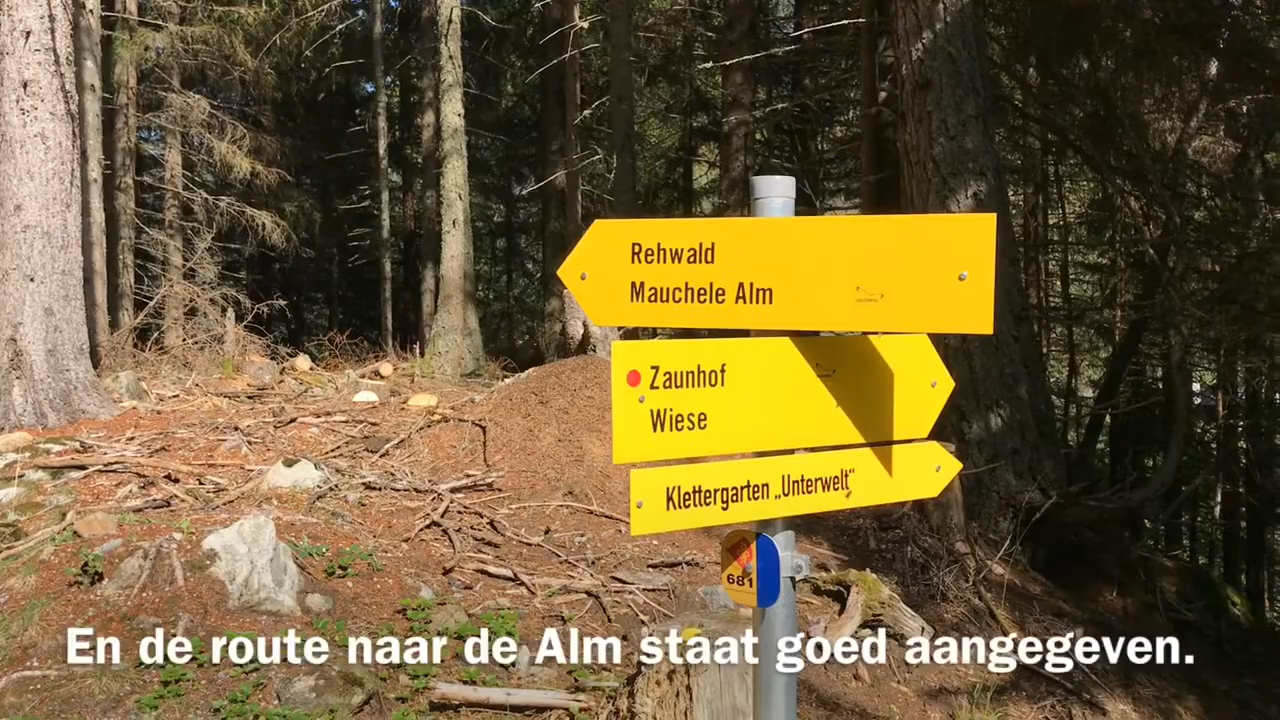 Rehwald
Mauchele Alm
Zaunhof
Wiese
Klettergarten „Unterwelt“
681
En de route naar de Alm staat goed aangegeven.